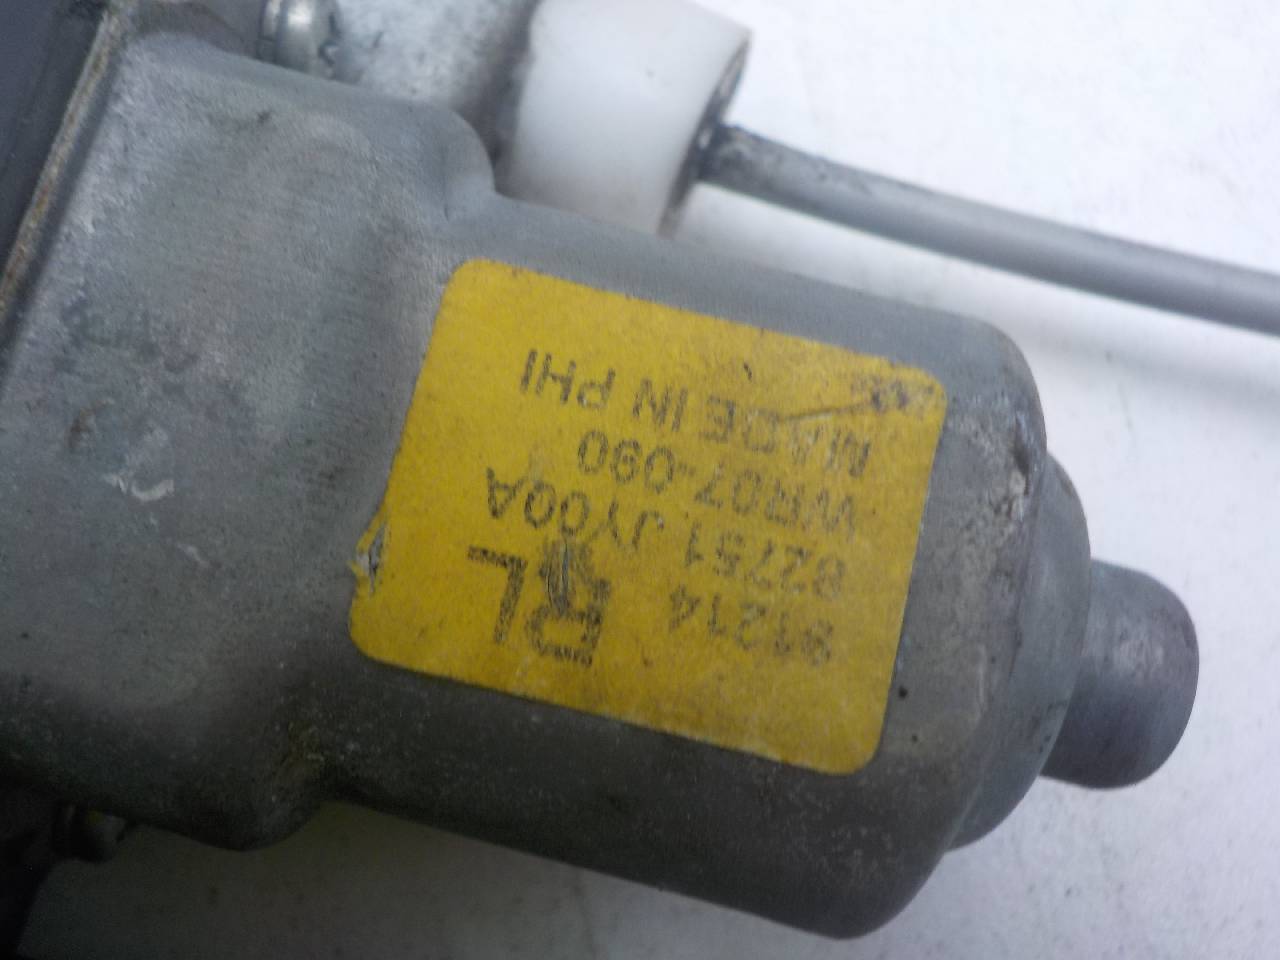 91214 RL
82751 JY00A
WR07-090
MADE IN PHI